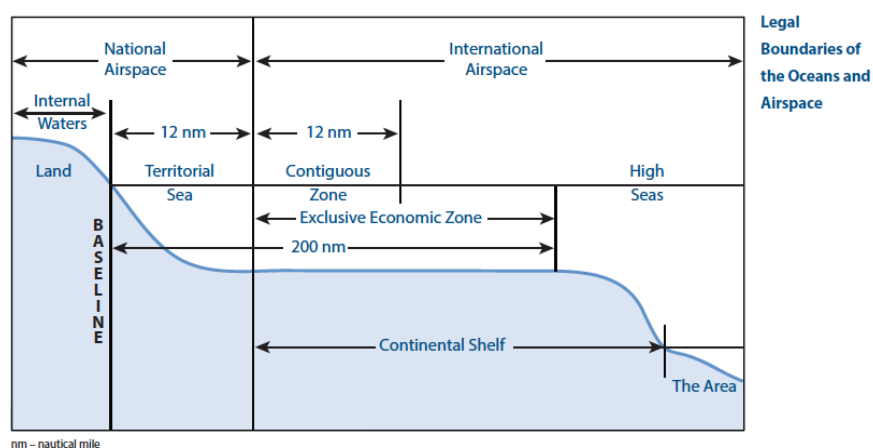 Legal
Boundaries of
the Oceans and
Airspace
National
Airspace
International
Airspace
Internal
Waters
12 nm
12 nm
Land
Territorial
Sea
Contiguous
Zone
High
Seas
Exclusive Economic Zone
200 nm
BASELINE
Continental Shelf
The Area
nm – nautical mile